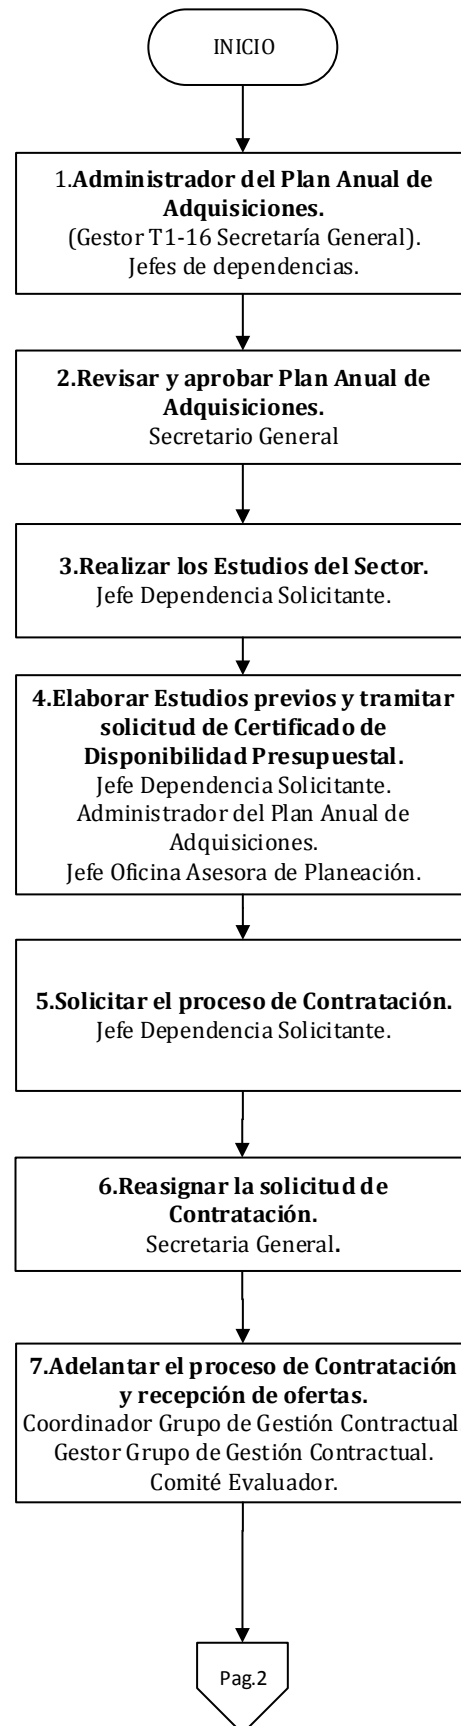 INICIO
1.Administrador del Plan Anual de
Adquisiciones.
(Gestor T1-16 Secretaría General).
Jefes de dependencias.
2.Revisar y aprobar Plan Anual de
Adquisiciones.
Secretario General
3.Realizar los Estudios del Sector.
Jefe Dependencia Solicitante.
4.Elaborar Estudios previos y tramitar
solicitud de Certificado de
Disponibilidad Presupuestal.
Jefe Dependencia Solicitante.
Administrador del Plan Anual de
Adquisiciones.
Jefe Oficina Asesora de Planeación.
5.Solicitar el proceso de Contratación.
Jefe Dependencia Solicitante.
6.Reasignar la solicitud de
Contratación.
Secretaria General.
7.Adelantar el proceso de Contratación
y recepción de ofertas.
Coordinador Grupo de Gestión Contractual
Gestor Grupo de Gestión Contractual.
Comité Evaluador.
Pag.2